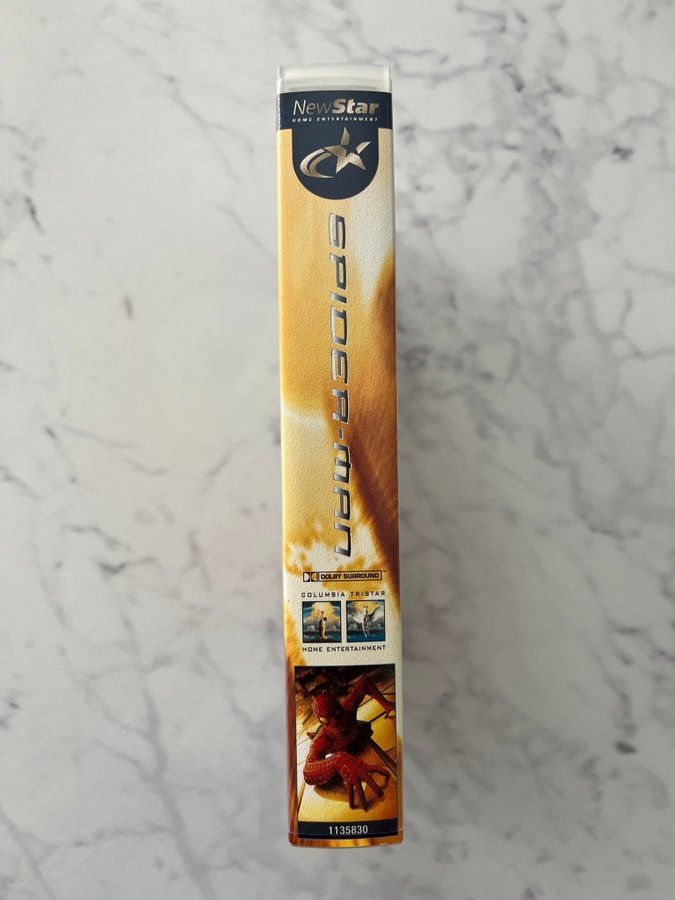 NewStar
HOME ENTERTAINMENT
SPIDER-MAN
DOLBY SURROUND
COLUMBIA TRISTAR
HOME ENTERTAINMENT
1135830